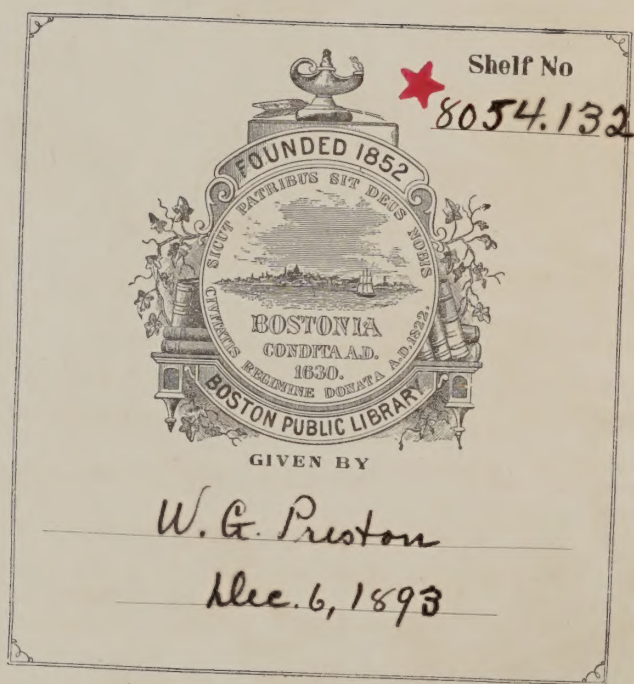 Shelf No
8054.132
FOUNDED 1852
SICUT PATRIBUS SIT DEUS NOBIS
BOSTONIA
CONDITA A.D.
1630.
CIVITATIS REGIMINE DONATA A.D. 1822.
BOSTON PUBLIC LIBRARY
GIVEN BY
W. G. Preston
Dec. 6, 1893